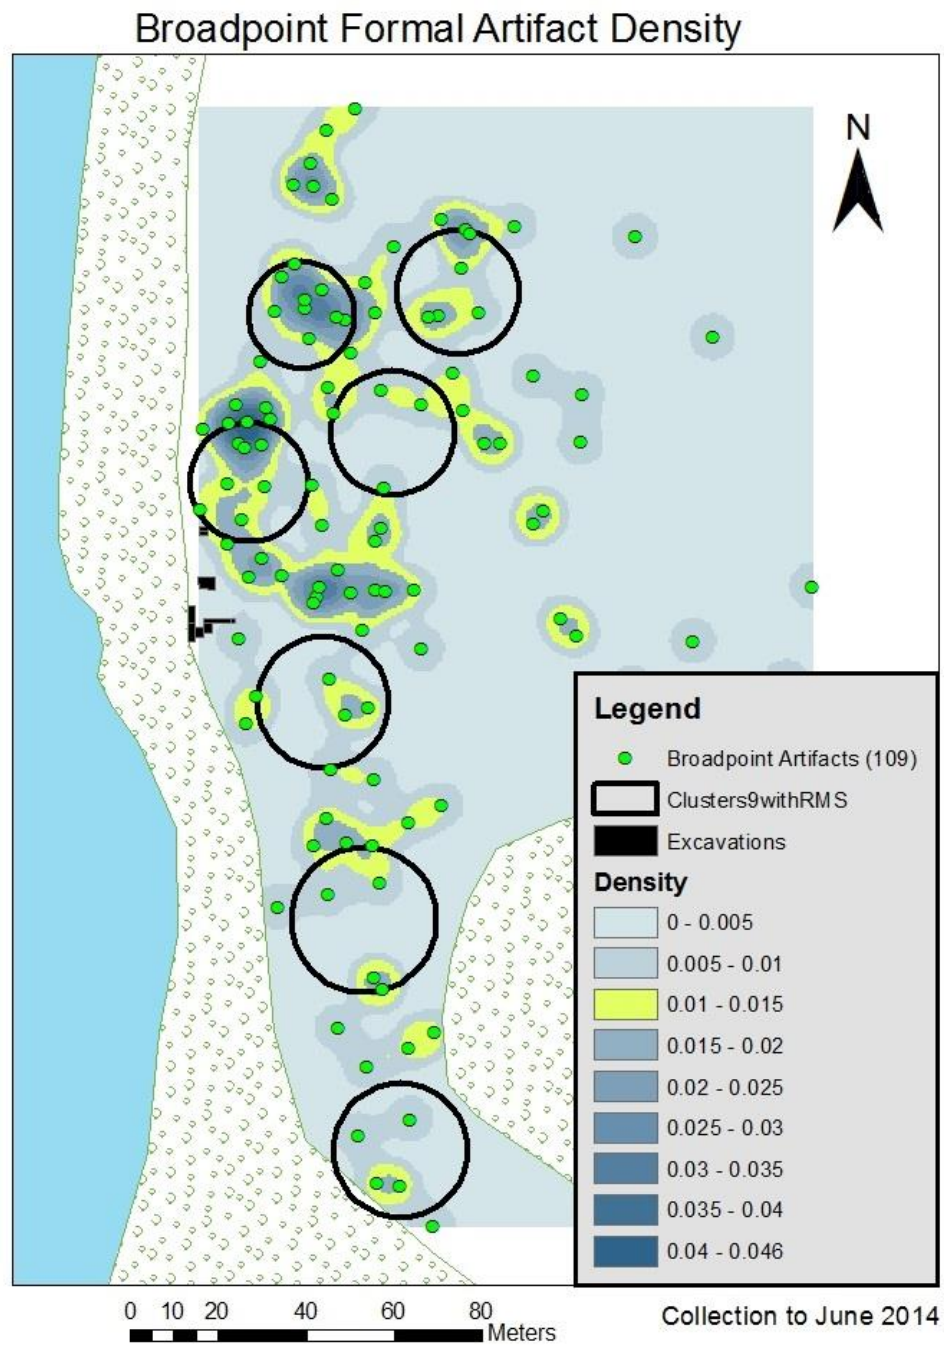 Broadpoint Formal Artifact Density
N
Legend
Broadpoint Artifacts (109)
Clusters9withRMS
Excavations
Density
0 - 0.005
0.005 - 0.01
0.01 - 0.015
0.015 - 0.02
0.02 - 0.025
0.025 - 0.03
0.03 - 0.035
0.035 - 0.04
0.04 - 0.046
0 10 20 40 60 80
Meters
Collection to June 2014